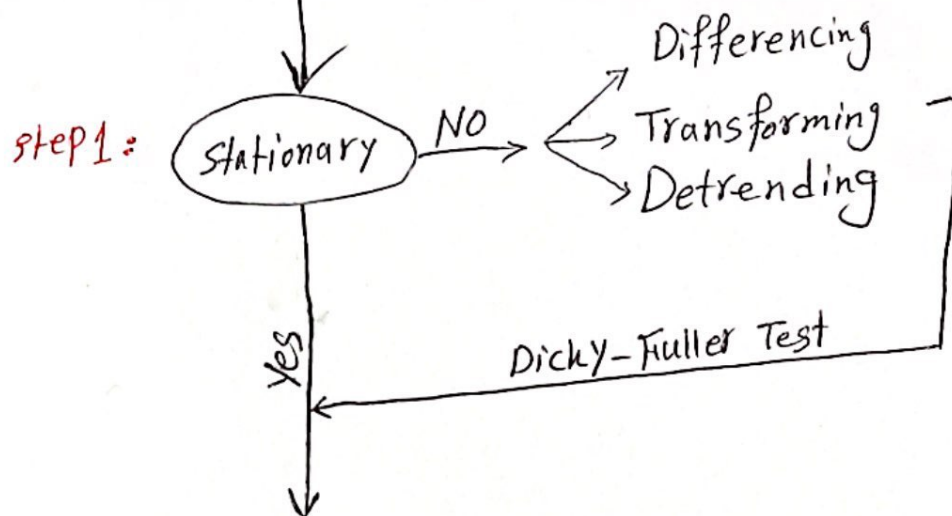 Differencing
step1:
Stationary
NO
Transforming
Detrending
Yes
Dicky-Fuller Test